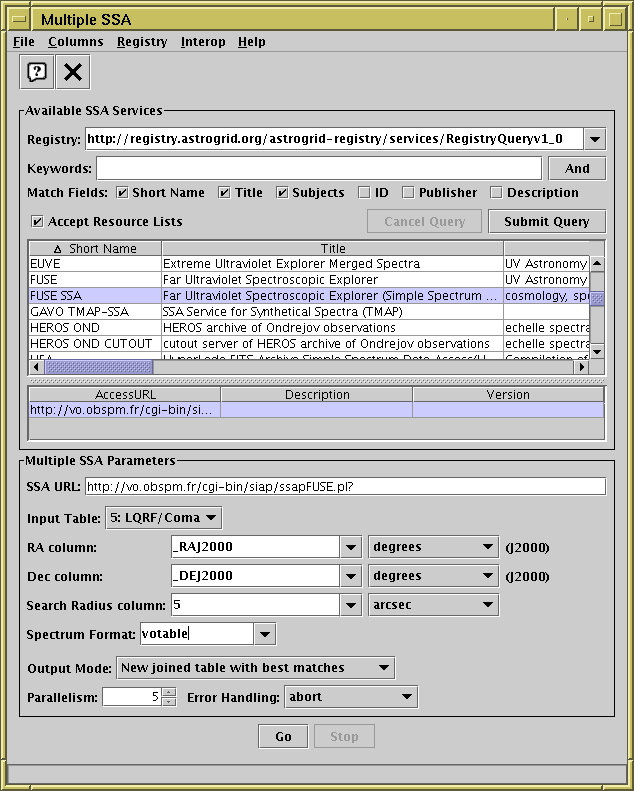 Multiple SSA
File Columns Registry Interop Help
Available SSA Services
Registry: http://registry.astrogrid.org/astrogrid-registry/services/RegistryQueryv1_0
Keywords: And
Match Fields: Short Name Title Subjects ID Publisher Description
Accept Resource Lists Cancel Query Submit Query
Short Name Title
EUVE Extreme Ultraviolet Explorer Merged Spectra UV Astronomy
FUSE Far Ultraviolet Spectroscopic Explorer UV Astronomy
FUSE SSA Far Ultraviolet Spectroscopic Explorer (Simple Spectrum ... cosmology, spe
GAVO TMAP-SSA SSA Service for Synthetical Spectra (TMAP)
HEROS OND HEROS archive of Ondrejov observations echelle spectra
HEROS OND CUTOUT cutout server of HEROS archive of Ondrejov observations echelle spectra
AccessURL Description Version
http://vo.obspm.fr/cgi-bin/si...
Multiple SSA Parameters
SSA URL: http://vo.obspm.fr/cgi-bin/siap/ssapFUSE.pl?
Input Table: 5: LQRF/Coma
RA column: _RAJ2000 degrees (J2000)
Dec column: _DEJ2000 degrees (J2000)
Search Radius column: 5 arcsec
Spectrum Format: votable
Output Mode: New joined table with best matches
Parallelism: 5 Error Handling: abort
Go Stop